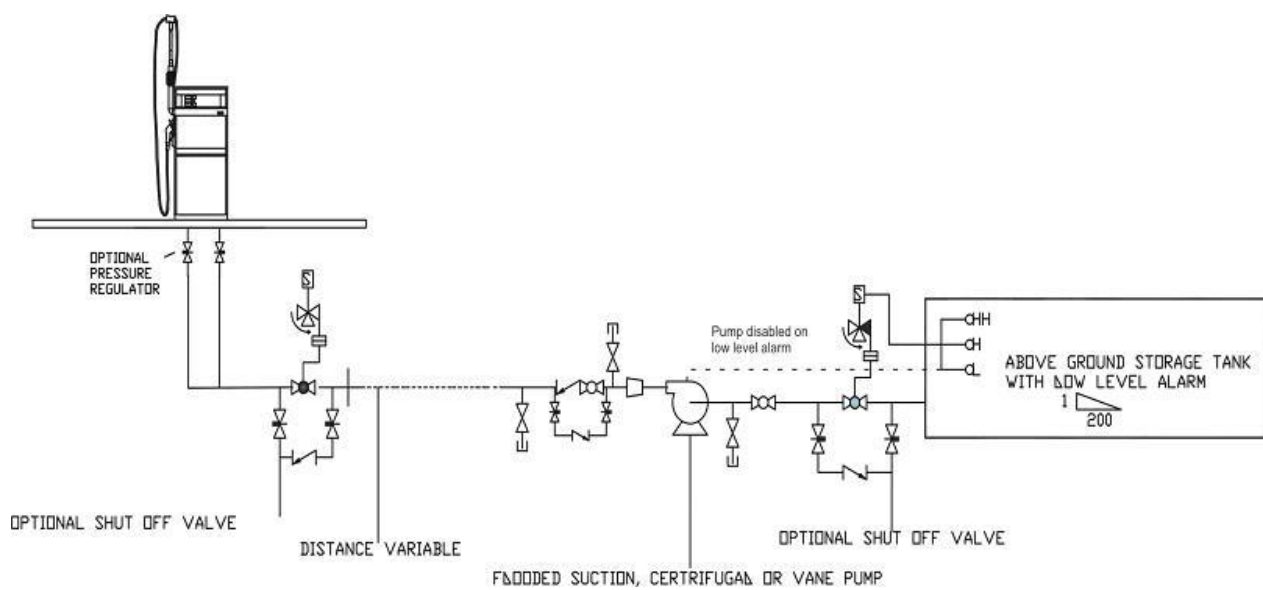 OPTIONAL
PRESSURE
REGULATOR
S
S
Pump disabled on
low level alarm
HH
H
L
ABOVE GROUND STORAGE TANK
WITH LOW LEVEL ALARM
1
200
OPTIONAL SHUT OFF VALVE
DISTANCE VARIABLE
OPTIONAL SHUT OFF VALVE
FLOODED SUCTION, CERTRIFUGAL OR VANE PUMP